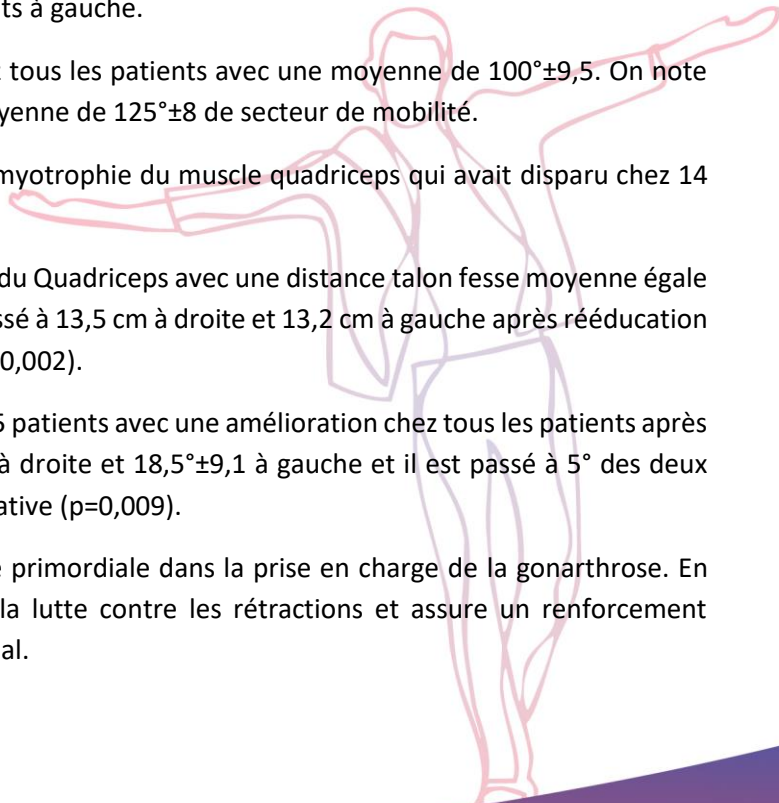 ts à gauche.
tous les patients avec une moyenne de 100°±9,5. On note
yenne de 125°±8 de secteur de mobilité.
myotrophie du muscle quadriceps qui avait disparu chez 14
du Quadriceps avec une distance talon fesse moyenne égale
ssé à 13,5 cm à droite et 13,2 cm à gauche après rééducation
0,002).
patients avec une amélioration chez tous les patients après
à droite et 18,5°±9,1 à gauche et il est passé à 5° des deux
ative (p=0,009).
e primordiale dans la prise en charge de la gonarthrose. En
la lutte contre les rétractions et assure un renforcement
al.